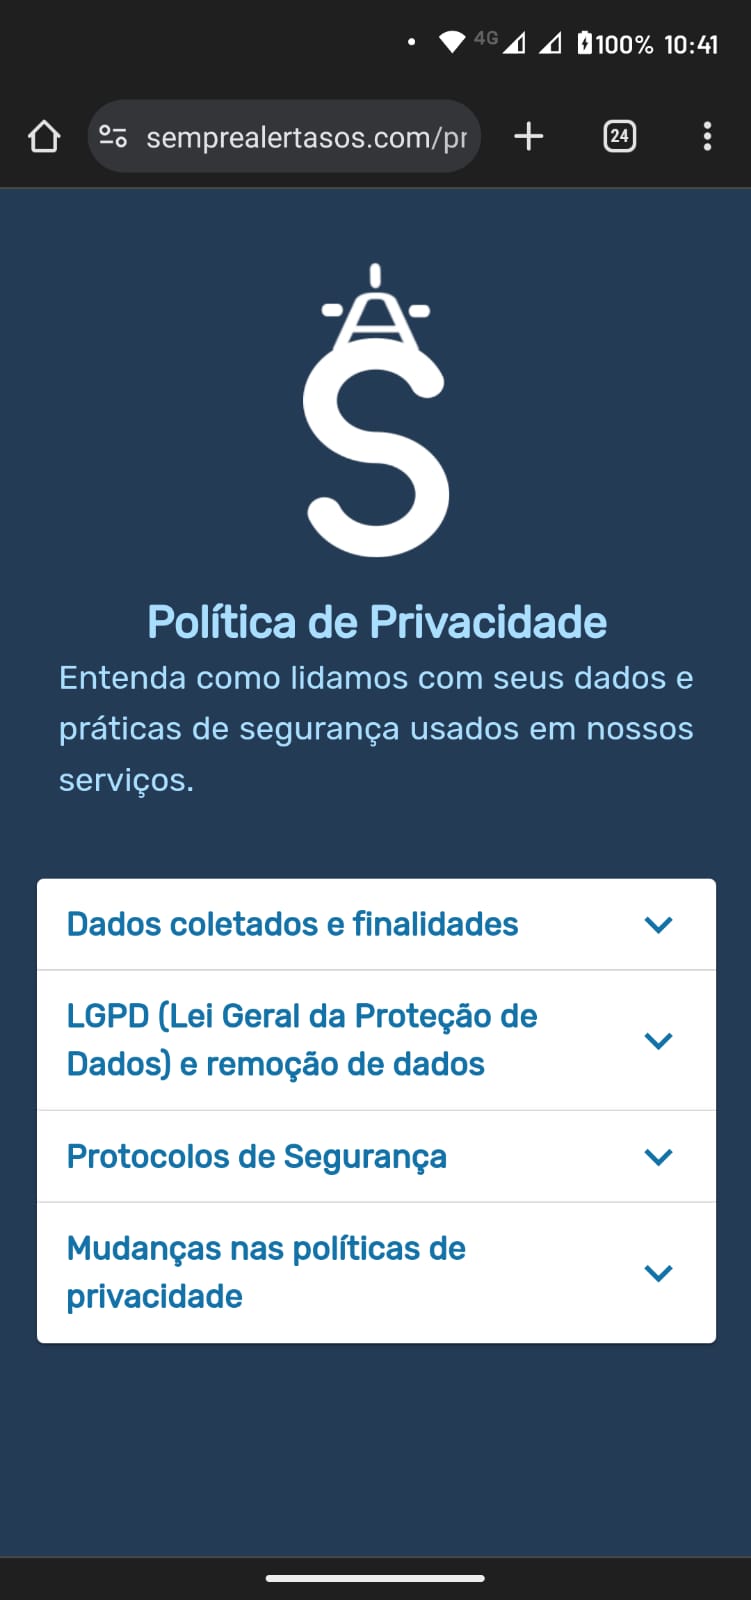 4G 100% 10:41
semprealertasos.com/pr
24
Política de Privacidade
Entenda como lidamos com seus dados e
práticas de segurança usados em nossos
serviços.
Dados coletados e finalidades
LGPD (Lei Geral da Proteção de
Dados) e remoção de dados
Protocolos de Segurança
Mudanças nas políticas de
privacidade